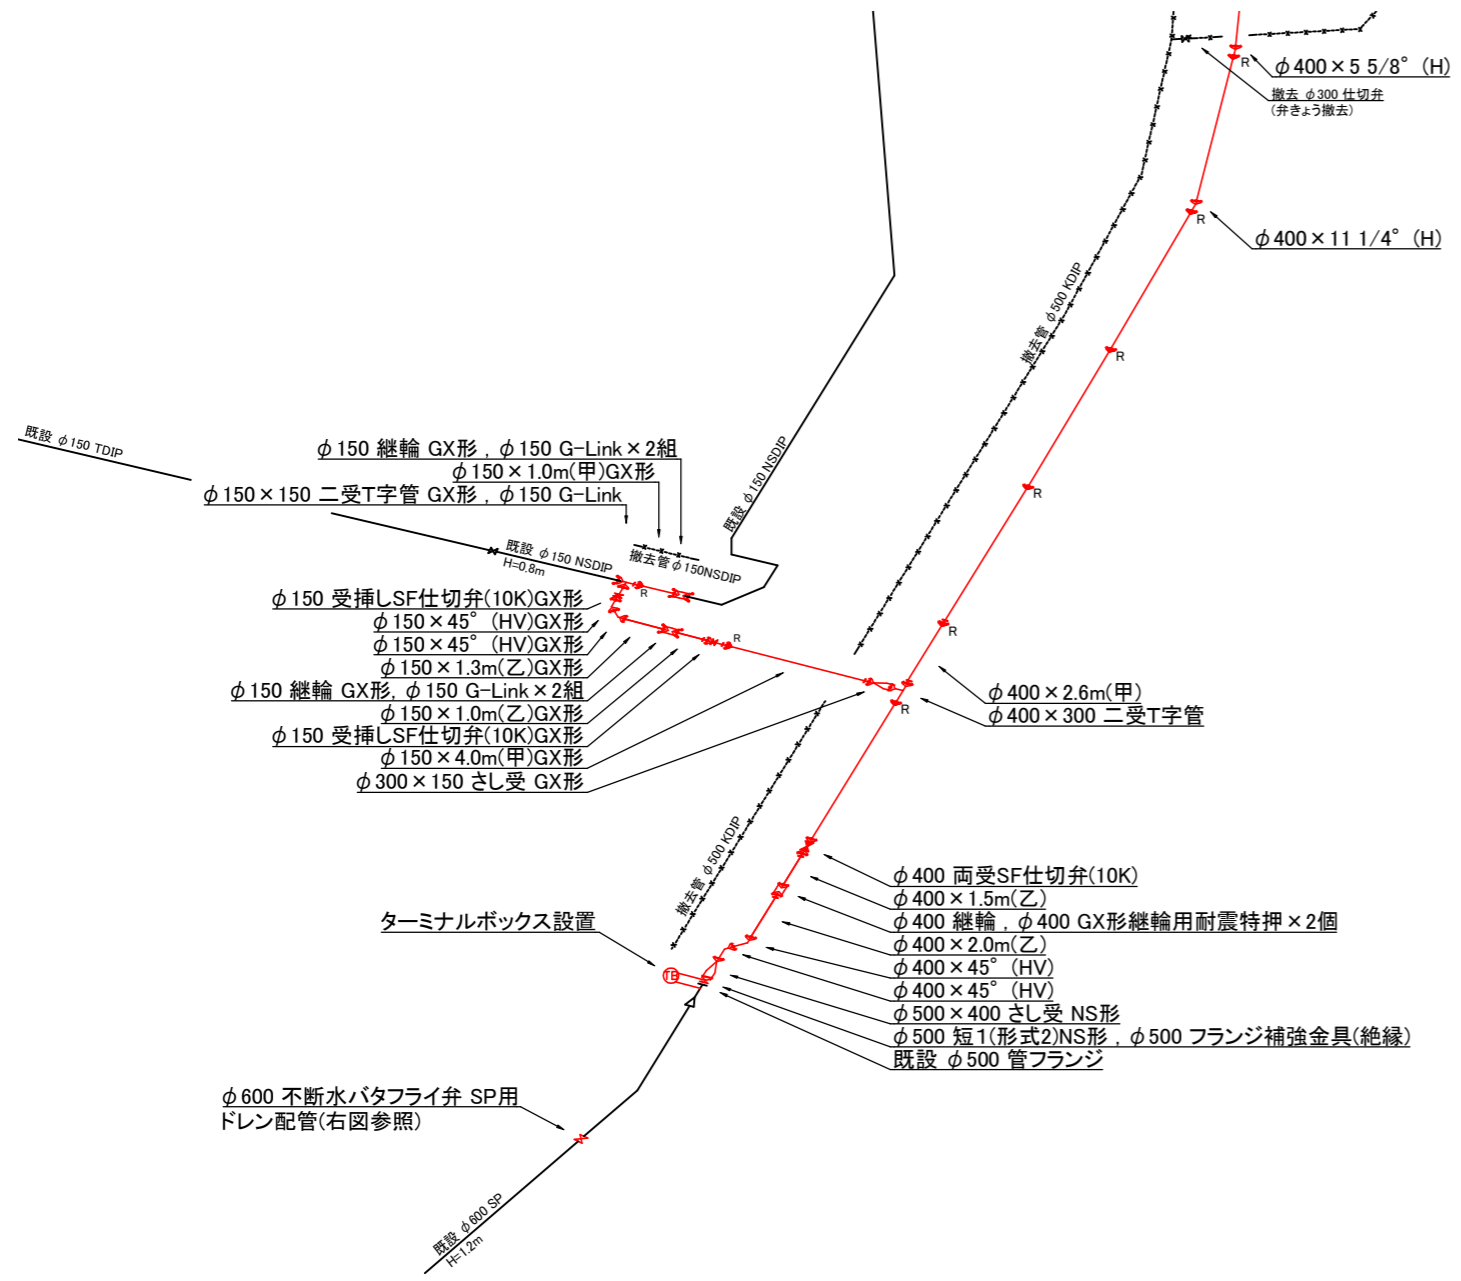 φ400×5 5/8° (H)
撤去 φ300 仕切弁
(弁きょう撤去)
R
R
φ400×11 1/4° (H)
撤去管 φ500 KDIP
R
既設 φ150 TDIP
φ150 継輪 GX形 , φ150 G-Link×2組
φ150×1.0m(甲)GX形
φ150×150 二受T字管 GX形 , φ150 G-Link
既設 φ150 NSDIP
R
既設 φ150 NSDIP
H=0.8m
撤去管 φ150NSDIP
R
φ150 受挿しSF仕切弁(10K)GX形
φ150×45° (HV)GX形
φ150×45° (HV)GX形
φ150×1.3m(乙)GX形
φ150 継輪 GX形, φ150 G-Link×2組
φ150×1.0m(乙)GX形
φ150 受挿しSF仕切弁(10K)GX形
φ150×4.0m(甲)GX形
φ300×150 さし受 GX形
R
R
R
φ400×2.6m(甲)
φ400×300 二受T字管
撤去管 φ500 KDIP
φ400 両受SF仕切弁(10K)
φ400×1.5m(乙)
φ400 継輪 , φ400 GX形継輪用耐震特押×2個
φ400×2.0m(乙)
φ400×45° (HV)
φ400×45° (HV)
φ500×400 さし受 NS形
φ500 短1(形式2)NS形 , φ500 フランジ補強金具(絶縁)
既設 φ500 管フランジ
ターミナルボックス設置
TB
φ600 不断水バタフライ弁 SP用
ドレン配管(右図参照)
既設 φ600 SP
H=1.2m